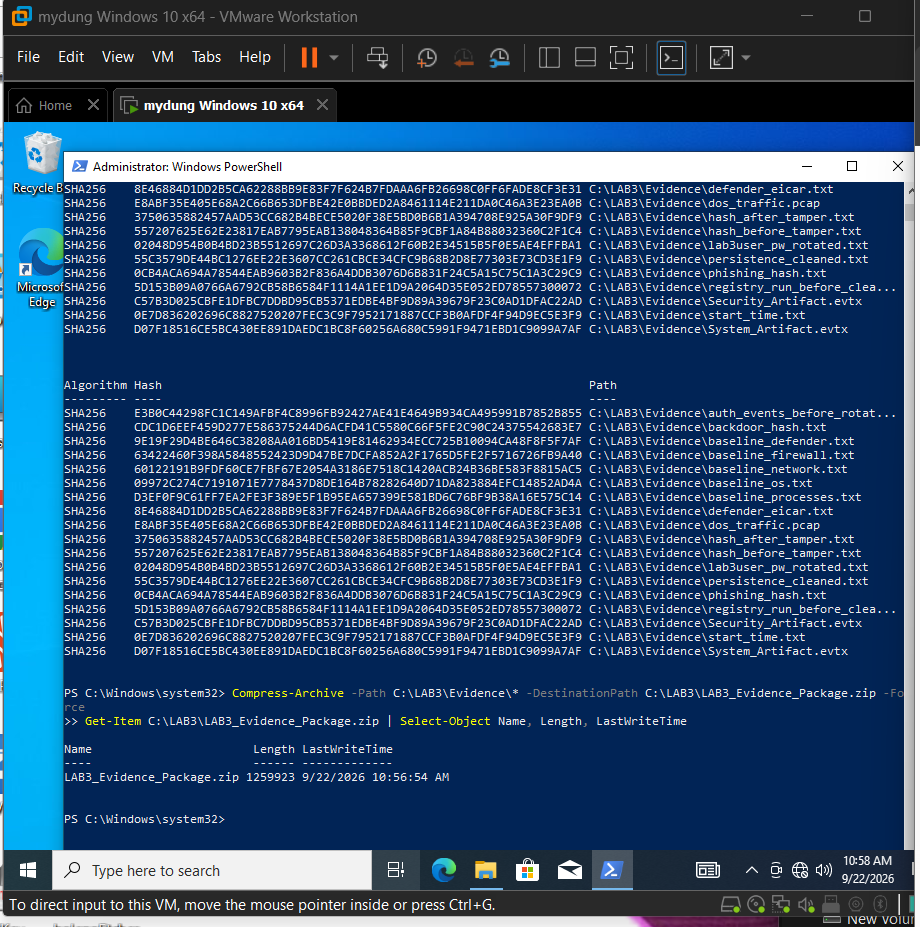 mydung Windows 10 x64 - VMware Workstation
File Edit View VM Tabs Help
Home
mydung Windows 10 x64
Recycle B
Microsof
Edge
Administrator: Windows PowerShell
SHA256 8E46884D1DD2B5CA62288BB9E83F7F624B7FDAAA6FB26698C0FF6FADE8CF3E31 C:\LAB3\Evidence\defender_eicar.txt
SHA256 E8ABF35E405E68A2C66B653DFBE42E0BBDED2A8461114E211DA0C46A3E23EA0B C:\LAB3\Evidence\dos_traffic.pcap
SHA256 3750635882457AAD53CC682B4BECE5020F38E5BD0B6B1A394708E925A30F9DF9 C:\LAB3\Evidence\hash_after_tamper.txt
SHA256 557207625E62E23817EAB7795EAB138048364B85F9CBF1A84B88032360C2F1C4 C:\LAB3\Evidence\hash_before_tamper.txt
SHA256 02048D954B0B4BD23B5512697C26D3A3368612F60B2E34515B5F0E5AE4EFFBA1 C:\LAB3\Evidence\lab3user_pw_rotated.txt
SHA256 55C3579DE44BC1276EE22E3607CC261CBCE34CFC9B68B2D8E77303E73CD3E1F9 C:\LAB3\Evidence\persistence_cleaned.txt
SHA256 0CB4ACA694A78544EAB9603B2F836A4DDB3076D6B831F24C5A15C75C1A3C29C9 C:\LAB3\Evidence\phishing_hash.txt
SHA256 5D153B09A0766A6792CB58B6584F1114A1EE1D9A2064D35E052ED78557300072 C:\LAB3\Evidence\registry_run_before_clea...
SHA256 C57B3D025CBFE1DFBC7DDBD95CB5371EDBE4BF9D89A39679F23C0AD1DFAC22AD C:\LAB3\Evidence\Security_Artifact.evtx
SHA256 0E7D836202696C8827520207FEC3C9F7952171887CCF3B0AFDF4F94D9EC5E3F9 C:\LAB3\Evidence\start_time.txt
SHA256 D07F18516CE5BC430EE891DAEDC1BC8F60256A680C5991F9471EBD1C9099A7AF C:\LAB3\Evidence\System_Artifact.evtx
Algorithm Hash Path
--------- ---- ----
SHA256 E3B0C44298FC1C149AFBF4C8996FB92427AE41E4649B934CA495991B7852B855 C:\LAB3\Evidence\auth_events_before_rotat...
SHA256 CDC1D6EEF459D277E586375244D6ACFD41C5580C66F5FE2C90C24375542683E7 C:\LAB3\Evidence\backdoor_hash.txt
SHA256 9E19F29D4BE646C38208AA016BD5419E81462934ECC725B10094CA48F8F5F7AF C:\LAB3\Evidence\baseline_defender.txt
SHA256 63422460F398A5848552423D9D47BE7DCFA852A2F1765D5FE2F5716726FB9A40 C:\LAB3\Evidence\baseline_firewall.txt
SHA256 60122191B9FDF60CE7FBF67E2054A3186E7518C1420ACB24B36BE583F8815AC5 C:\LAB3\Evidence\baseline_network.txt
SHA256 09972C274C7191071E7778437D8DE164B78282640D71DA823884EFC14852AD4A C:\LAB3\Evidence\baseline_os.txt
SHA256 D3EF0F9C61FF7EA2FE3F389E5F1B95EA657399E581BD6C76BF9B38A16E575C14 C:\LAB3\Evidence\baseline_processes.txt
SHA256 8E46884D1DD2B5CA62288BB9E83F7F624B7FDAAA6FB26698C0FF6FADE8CF3E31 C:\LAB3\Evidence\defender_eicar.txt
SHA256 E8ABF35E405E68A2C66B653DFBE42E0BBDED2A8461114E211DA0C46A3E23EA0B C:\LAB3\Evidence\dos_traffic.pcap
SHA256 3750635882457AAD53CC682B4BECE5020F38E5BD0B6B1A394708E925A30F9DF9 C:\LAB3\Evidence\hash_after_tamper.txt
SHA256 557207625E62E23817EAB7795EAB138048364B85F9CBF1A84B88032360C2F1C4 C:\LAB3\Evidence\hash_before_tamper.txt
SHA256 02048D954B0B4BD23B5512697C26D3A3368612F60B2E34515B5F0E5AE4EFFBA1 C:\LAB3\Evidence\lab3user_pw_rotated.txt
SHA256 55C3579DE44BC1276EE22E3607CC261CBCE34CFC9B68B2D8E77303E73CD3E1F9 C:\LAB3\Evidence\persistence_cleaned.txt
SHA256 0CB4ACA694A78544EAB9603B2F836A4DDB3076D6B831F24C5A15C75C1A3C29C9 C:\LAB3\Evidence\phishing_hash.txt
SHA256 5D153B09A0766A6792CB58B6584F1114A1EE1D9A2064D35E052ED78557300072 C:\LAB3\Evidence\registry_run_before_clea...
SHA256 C57B3D025CBFE1DFBC7DDBD95CB5371EDBE4BF9D89A39679F23C0AD1DFAC22AD C:\LAB3\Evidence\Security_Artifact.evtx
SHA256 0E7D836202696C8827520207FEC3C9F7952171887CCF3B0AFDF4F94D9EC5E3F9 C:\LAB3\Evidence\start_time.txt
SHA256 D07F18516CE5BC430EE891DAEDC1BC8F60256A680C5991F9471EBD1C9099A7AF C:\LAB3\Evidence\System_Artifact.evtx
PS C:\Windows\system32> Compress-Archive -Path C:\LAB3\Evidence\* -DestinationPath C:\LAB3\LAB3_Evidence_Package.zip -Fo
rce
>> Get-Item C:\LAB3\LAB3_Evidence_Package.zip | Select-Object Name, Length, LastWriteTime
Name Length LastWriteTime
---- ------ -------------
LAB3_Evidence_Package.zip 1259923 9/22/2026 10:56:54 AM
PS C:\Windows\system32>
Type here to search
10:58 AM
9/22/2026
To direct input to this VM, move the mouse pointer inside or press Ctrl+G.
New Volu